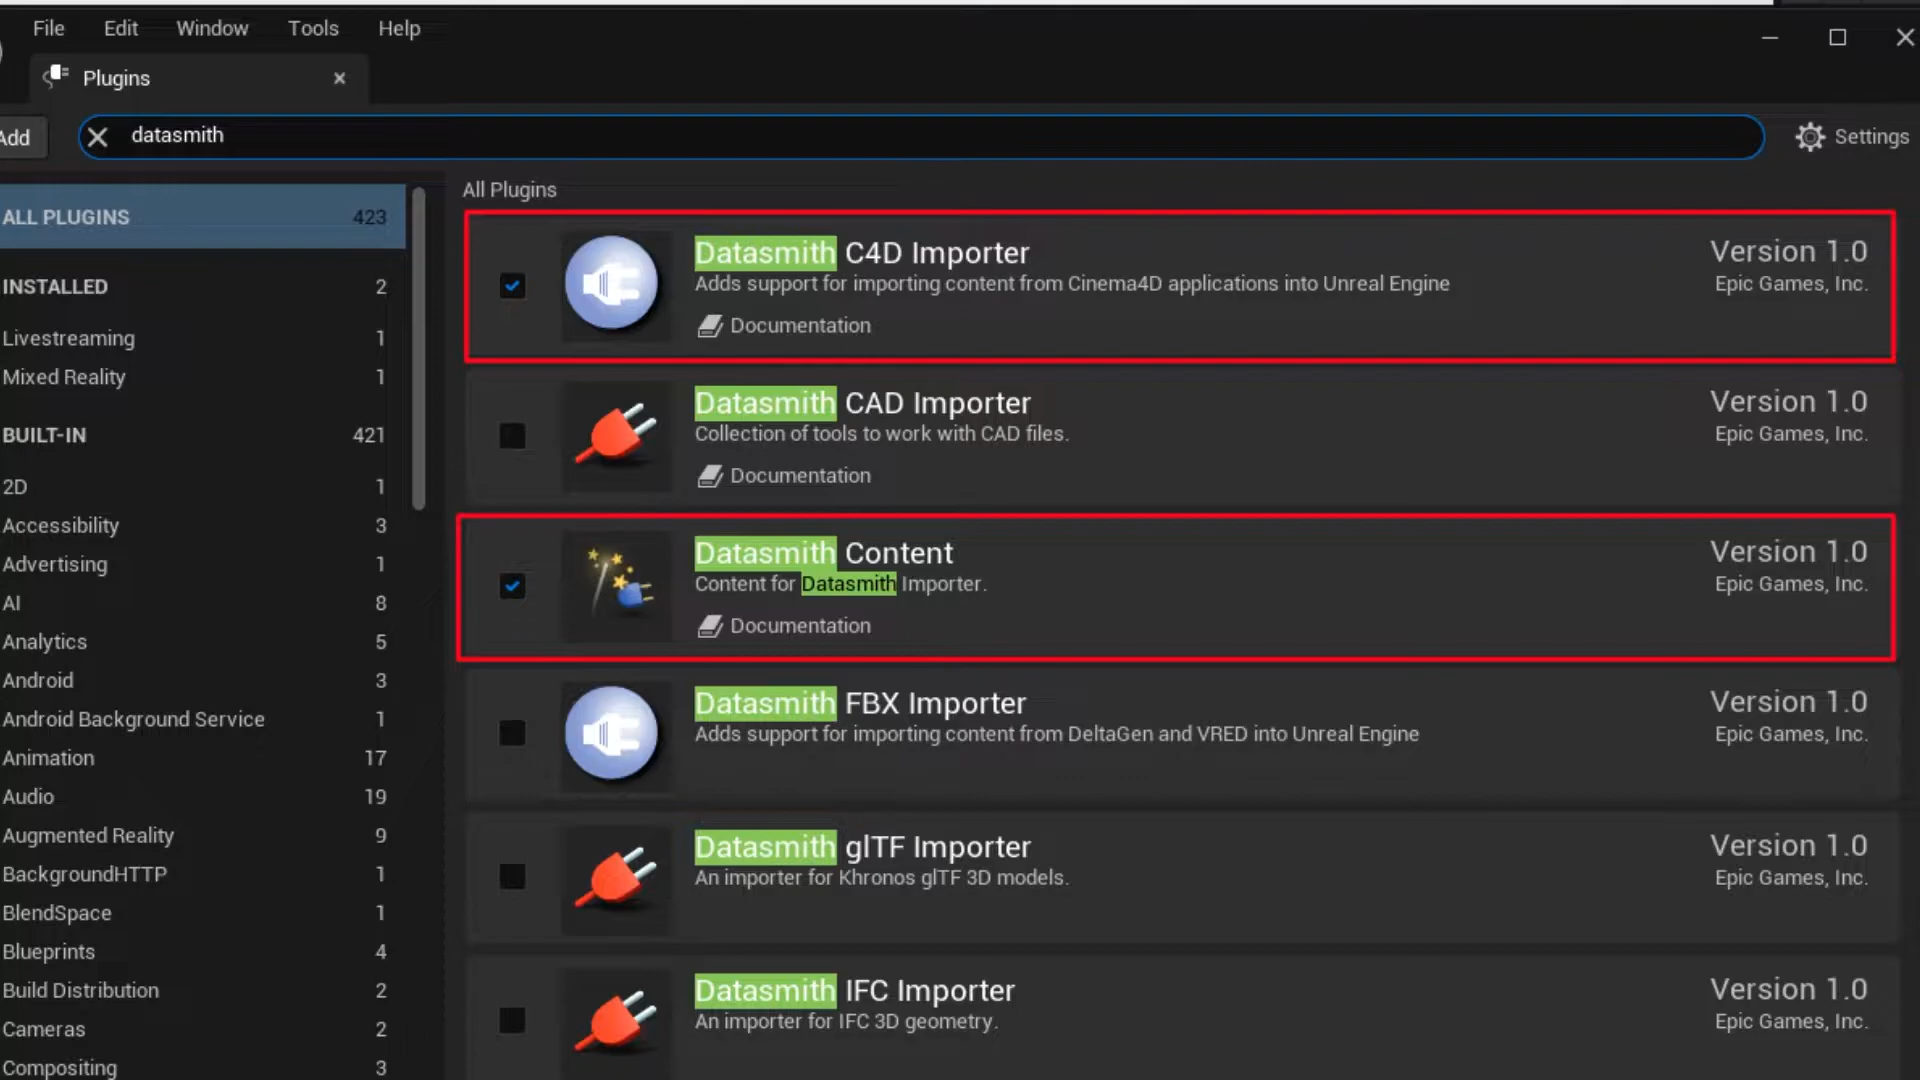 File Edit Window Tools Help
Plugins
Add datasmith Settings
ALL PLUGINS 423
INSTALLED 2
Livestreaming 1
Mixed Reality 1
BUILT-IN 421
2D 1
Accessibility 3
Advertising 1
AI 8
Analytics 5
Android 3
Android Background Service 1
Animation 17
Audio 19
Augmented Reality 9
BackgroundHTTP 1
BlendSpace 1
Blueprints 4
Build Distribution 2
Cameras 2
Compositing 3
All Plugins
Datasmith C4D Importer Version 1.0
Adds support for importing content from Cinema4D applications into Unreal Engine Epic Games, Inc.
Documentation
Datasmith CAD Importer Version 1.0
Collection of tools to work with CAD files. Epic Games, Inc.
Documentation
Datasmith Content Version 1.0
Content for Datasmith Importer. Epic Games, Inc.
Documentation
Datasmith FBX Importer Version 1.0
Adds support for importing content from DeltaGen and VRED into Unreal Engine Epic Games, Inc.
Datasmith glTF Importer Version 1.0
An importer for Khronos glTF 3D models. Epic Games, Inc.
Datasmith IFC Importer Version 1.0
An importer for IFC 3D geometry. Epic Games, Inc.